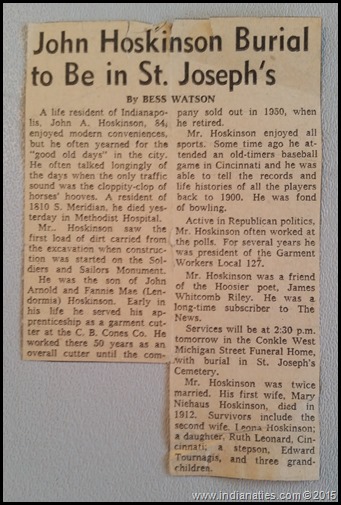 John Hoskinson Burial
to Be in St. Joseph's
By BESS WATSON
A life resident of Indianapo-
lis, John A. Hoskinson, 84,
enjoyed modern conveniences,
but he often yearned for the
"good old days" in the city.
He often talked longingly of
the days when the only traffic
sound was the cloppity-clop of
horses' hooves. A resident of
1810 S. Meridian, he died yes-
terday in Methodist Hospital.
Mr. Hoskinson saw the
first load of dirt carried from
the excavation when construc-
tion was started on the Sol-
diers and Sailors Monument.
He was the son of John
Arnold and Fannie Mae (Len-
dormia) Hoskinson. Early in
his life he served his ap-
prenticeship as a garment cut-
ter at the C. B. Cones Co. He
worked there 50 years as an
overall cutter until the com-
pany sold out in 1950, when
he retired.
Mr. Hoskinson enjoyed all
sports. Some time ago he at-
tended an old-timers baseball
game in Cincinnati and he was
able to tell the records and
life histories of all the players
back to 1900. He was fond
of bowling.
Active in Republican politics,
Mr. Hoskinson often worked at
the polls. For several years he
was president of the Garment
Workers Local 127.
Mr. Hoskinson was a friend
of the Hoosier poet, James
Whitcomb Riley. He was a
long-time subscriber to The
News.
Services will be at 2:30 p.m.
tomorrow in the Conkle West
Michigan Street Funeral Home,
with burial in St. Joseph's
Cemetery.
Mr. Hoskinson was twice
married. His first wife, Mary
Niehaus Hoskinson, died in
1912. Survivors include the
second wife, Leona Hoskinson;
a daughter, Ruth Leonard, Cin-
cinnati; a stepson, Edward
Tournagis, and three grand-
children.
www.indianaties.com©2015